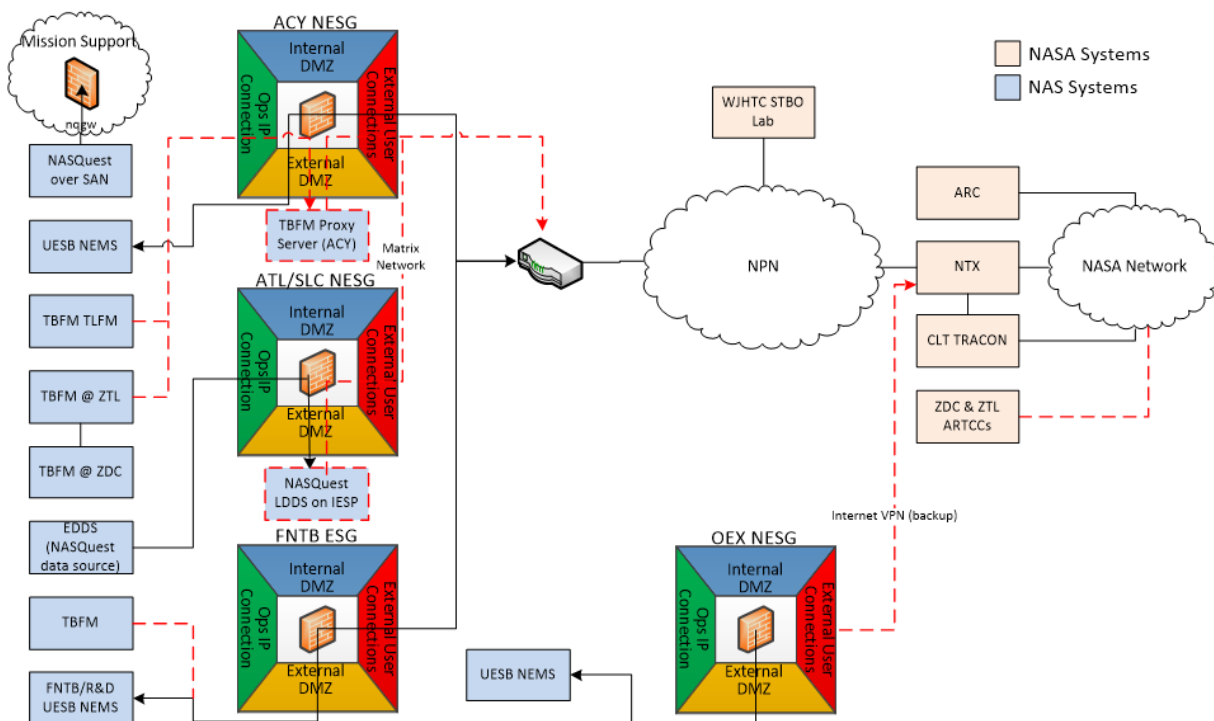 ACY NESG
Mission Support
nqgw
NASQuest
over SAN
UESB NEMS
TBFM TLFM
TBFM @ ZTL
TBFM @ ZDC
EDDS
(NASQuest
data source)
TBFM
FNTB/R&D
UESB NEMS
Internal
DMZ
Ops IP
Connection
External User
Connections
External
DMZ
TBFM Proxy
Server (ACY)
Matrix
Network
ATL/SLC NESG
Internal
DMZ
Ops IP
Connection
External User
Connections
External
DMZ
NASQuest
LDDS on IESP
FNTB ESG
Internal
DMZ
Ops IP
Connection
External User
Connections
External
DMZ
NASA Systems
NAS Systems
WJHTC STBO
Lab
NPN
ARC
NTX
CLT TRACON
ZDC & ZTL
ARTCCs
NASA Network
Internet VPN (backup)
OEX NESG
Internal
DMZ
Ops IP
Connection
External User
Connections
External
DMZ
UESB NEMS